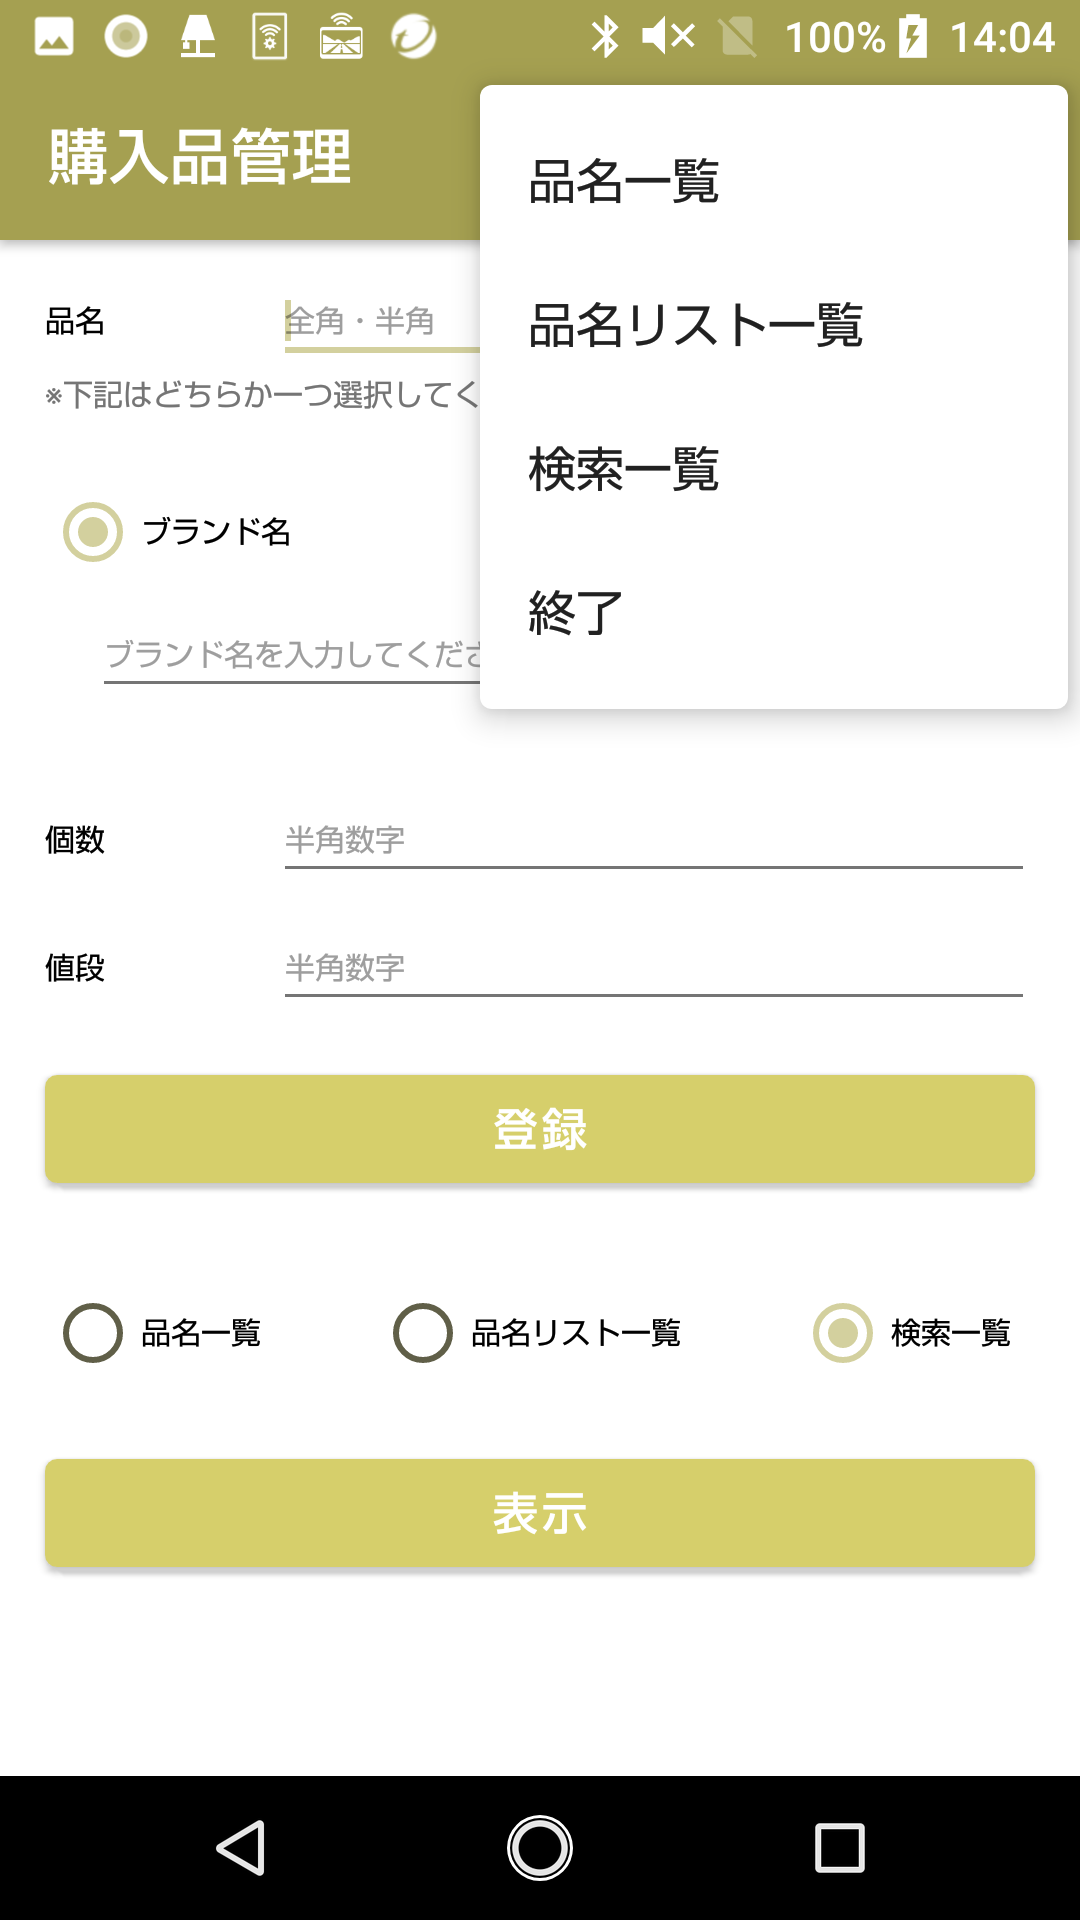 100% 14:04
購入品管理
品名一覧
品名リスト一覧
検索一覧
終了
品名 全角・半角
※下記はどちらか一つ選択してく
ブランド名
ブランド名を入力してくださ
個数 半角数字
値段 半角数字
登録
品名一覧 品名リスト一覧 検索一覧
表示